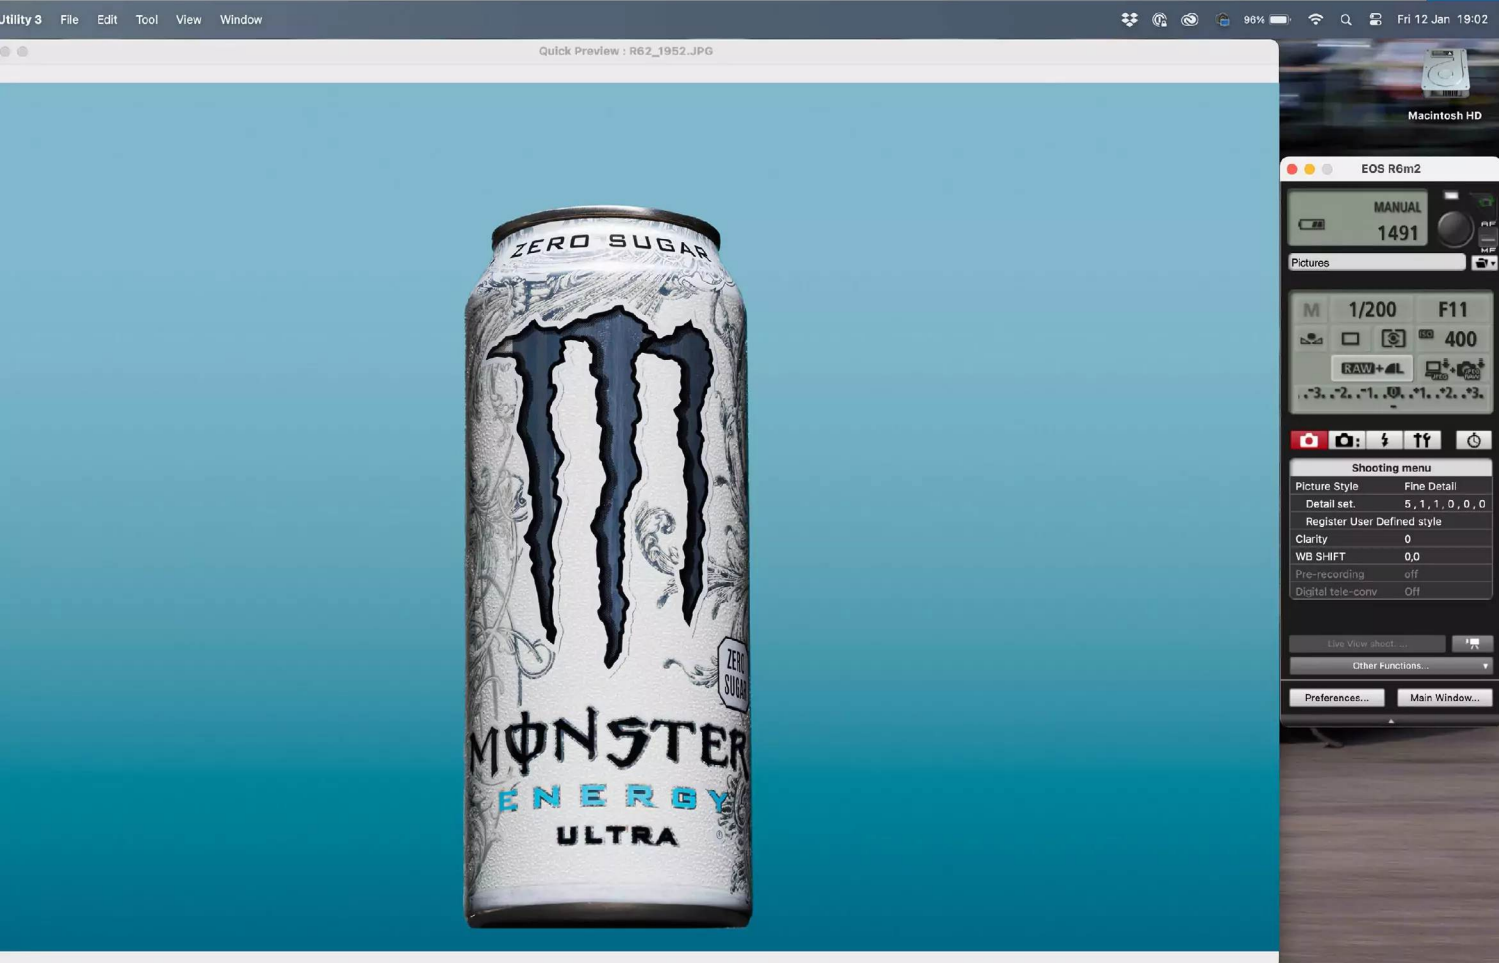 Utility 3 File Edit Tool View Window 96% Fri 12 Jan 19:02
Quick Preview : R62_1952.JPG
Macintosh HD
EOS R6m2
MANUAL
1491
AF
MF
Pictures
M 1/200 F11
ISO 400
RAW+L
JPEG
.-3..-2..-1..0..+1..+2..+3.
Shooting menu
Picture Style Fine Detail
Detail set. 5,1,1,0,0,0
Register User Defined style
Clarity 0
WB SHIFT 0,0
Pre-recording off
Digital tele-conv Off
Live View shoot. ...
Other Functions...
Preferences... Main Window...
ZERO SUGAR
ZERO
SUGAR
MONSTER
ENERGY
ULTRA